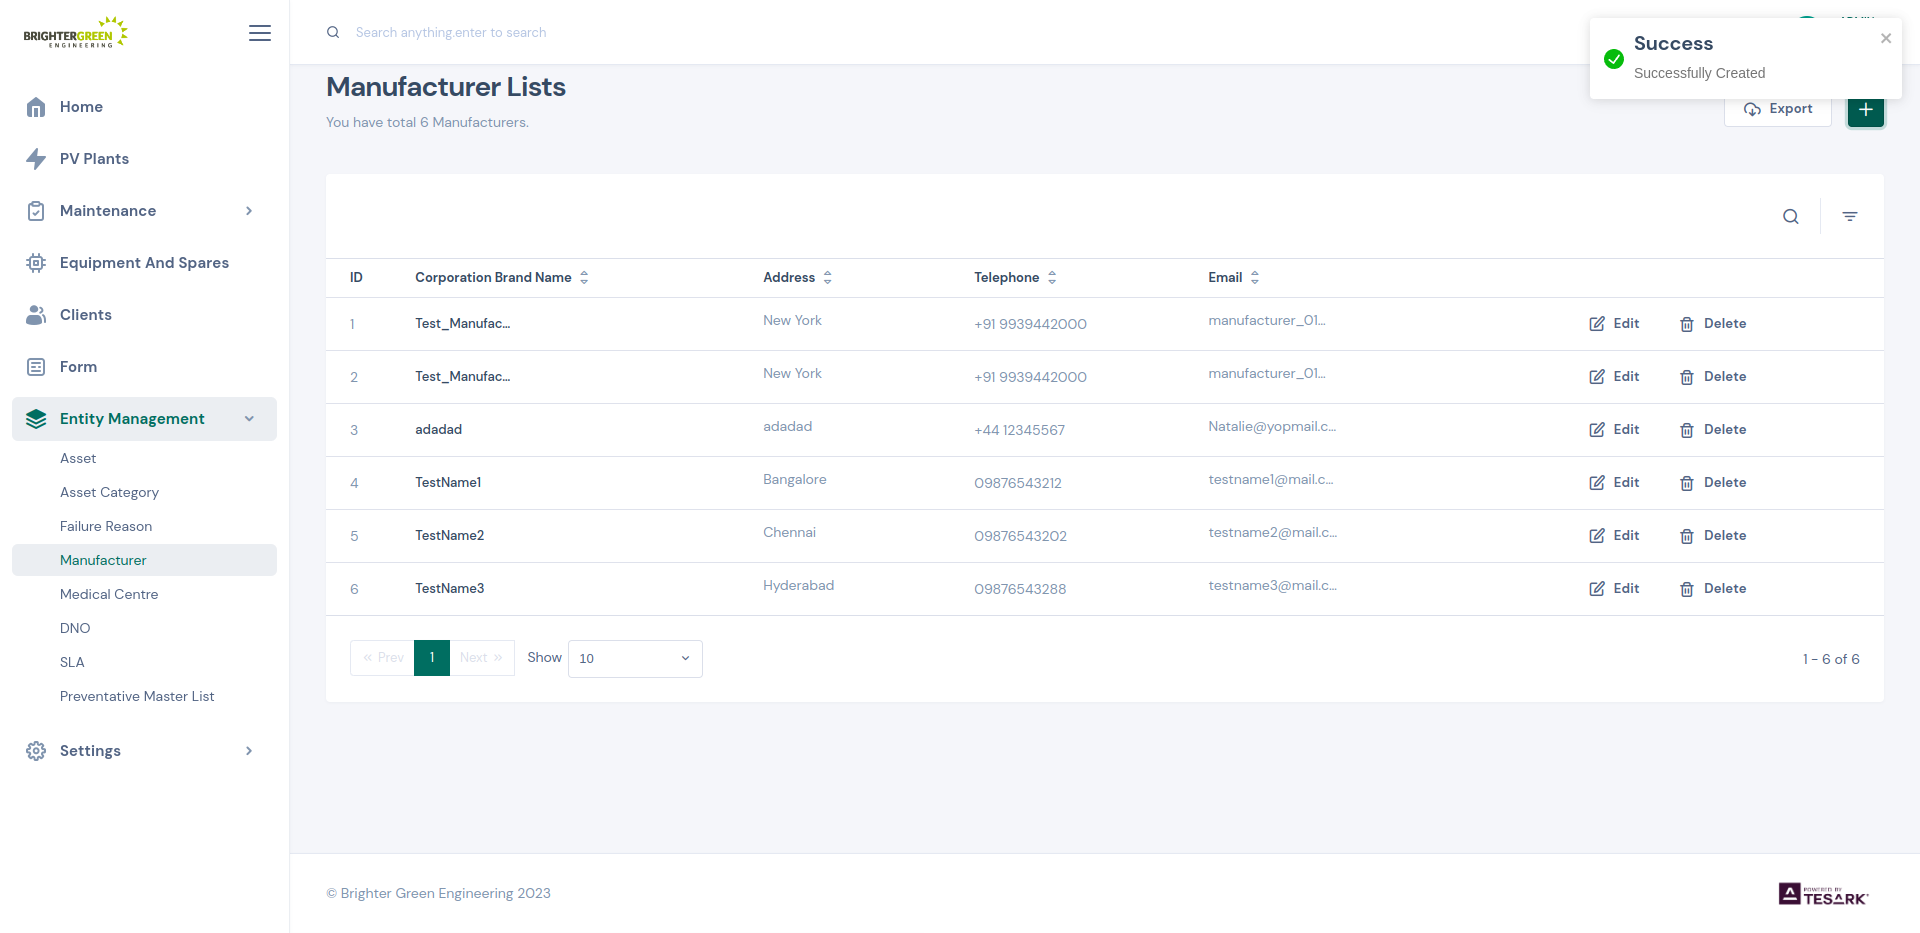 BRIGHTERGREEN
ENGINEERING
Search anything.enter to search
Success
Successfully Created
Home
PV Plants
Maintenance
Equipment And Spares
Clients
Form
Entity Management
Asset
Asset Category
Failure Reason
Manufacturer
Medical Centre
DNO
SLA
Preventative Master List
Settings
Manufacturer Lists
You have total 6 Manufacturers.
Export
ID Corporation Brand Name Address Telephone Email
1 Test_Manufac... New York +91 9939442000 manufacturer_01... Edit Delete
2 Test_Manufac... New York +91 9939442000 manufacturer_01... Edit Delete
3 adadad adadad +44 12345567 Natalie@yopmail.c... Edit Delete
4 TestName1 Bangalore 09876543212 testname1@mail.c... Edit Delete
5 TestName2 Chennai 09876543202 testname2@mail.c... Edit Delete
6 TestName3 Hyderabad 09876543288 testname3@mail.c... Edit Delete
« Prev 1 Next » Show 10 1 - 6 of 6
© Brighter Green Engineering 2023
POWERED BY
TESARK